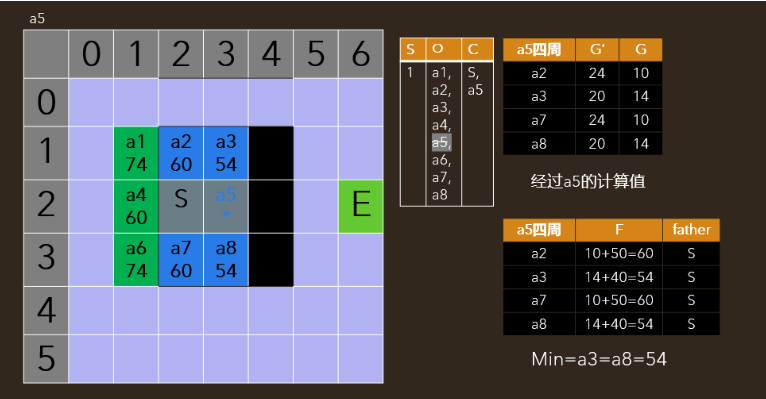 a5
0 1 2 3 4 5 6
0
1 a1 a2 a3
74 60 54
2 a4 S a5 E
60 *
3 a6 a7 a8
74 60 54
4
5
S O C
1 a1, S,
a2, a5
a3,
a4,
a5,
a6,
a7,
a8
a5四周 G' G
a2 24 10
a3 20 14
a7 24 10
a8 20 14
经过a5的计算值
a5四周 F father
a2 10+50=60 S
a3 14+40=54 S
a7 10+50=60 S
a8 14+40=54 S
Min=a3=a8=54